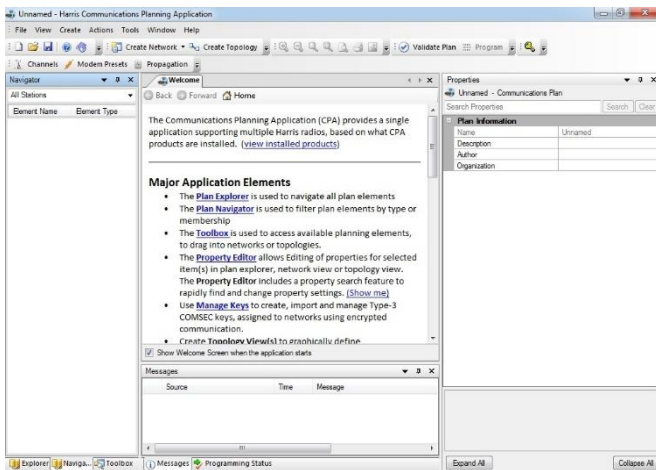 Unnamed - Harris Communications Planning Application
File View Create Actions Tools Window Help
Create Network Create Topology Validate Plan Program
Channels Modem Presets Propagation
Navigator
All Stations
Element Name Element Type
Welcome
Back Forward Home
The Communications Planning Application (CPA) provides a single
application supporting multiple Harris radios, based on what CPA
products are installed. (view installed products)
Major Application Elements
• The Plan Explorer is used to navigate all plan elements
• The Plan Navigator is used to filter plan elements by type or
membership
• The Toolbox is used to access available planning elements,
to drag into networks or topologies.
• The Property Editor allows Editing of properties for selected
item(s) in plan explorer, network view or topology view.
The Property Editor includes a property search feature to
rapidly find and change property settings. (Show me)
• Use Manage Keys to create, import and manage Type-3
COMSEC keys, assigned to networks using encrypted
communication.
• Create Topology View(s) to graphically define
Show Welcome Screen when the application starts
Messages
Source Time Message
Explorer Naviga... Toolbox
Messages Programming Status
Properties
Unnamed - Communications Plan
Search Properties Search Clear
Plan Information
Name Unnamed
Description
Author
Organization
Expand All Collapse All